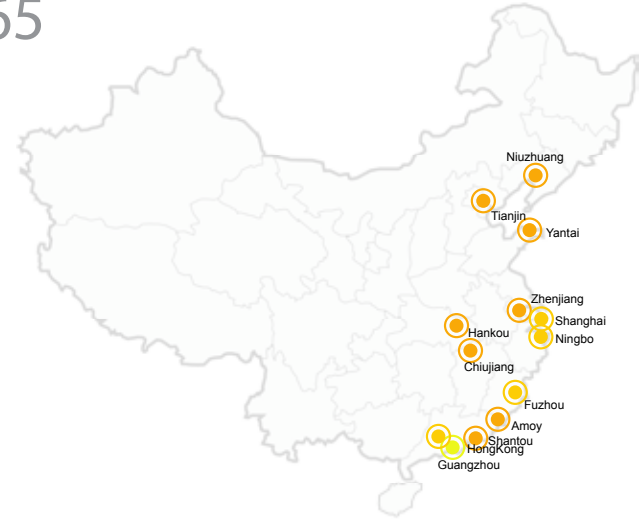 65
Niuzhuang
Tianjin
Yantai
Zhenjiang
Shanghai
Hankou
Ningbo
Chiujiang
Fuzhou
Amoy
Shantou
HongKong
Guangzhou